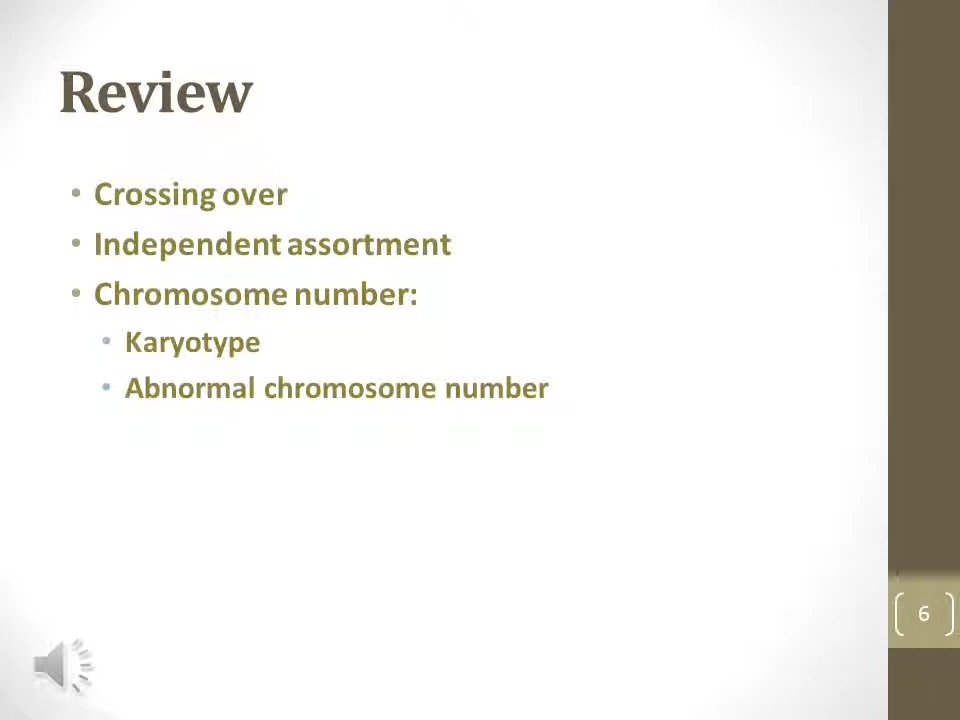 Review
• Crossing over
• Independent assortment
• Chromosome number:
• Karyotype
• Abnormal chromosome number
6